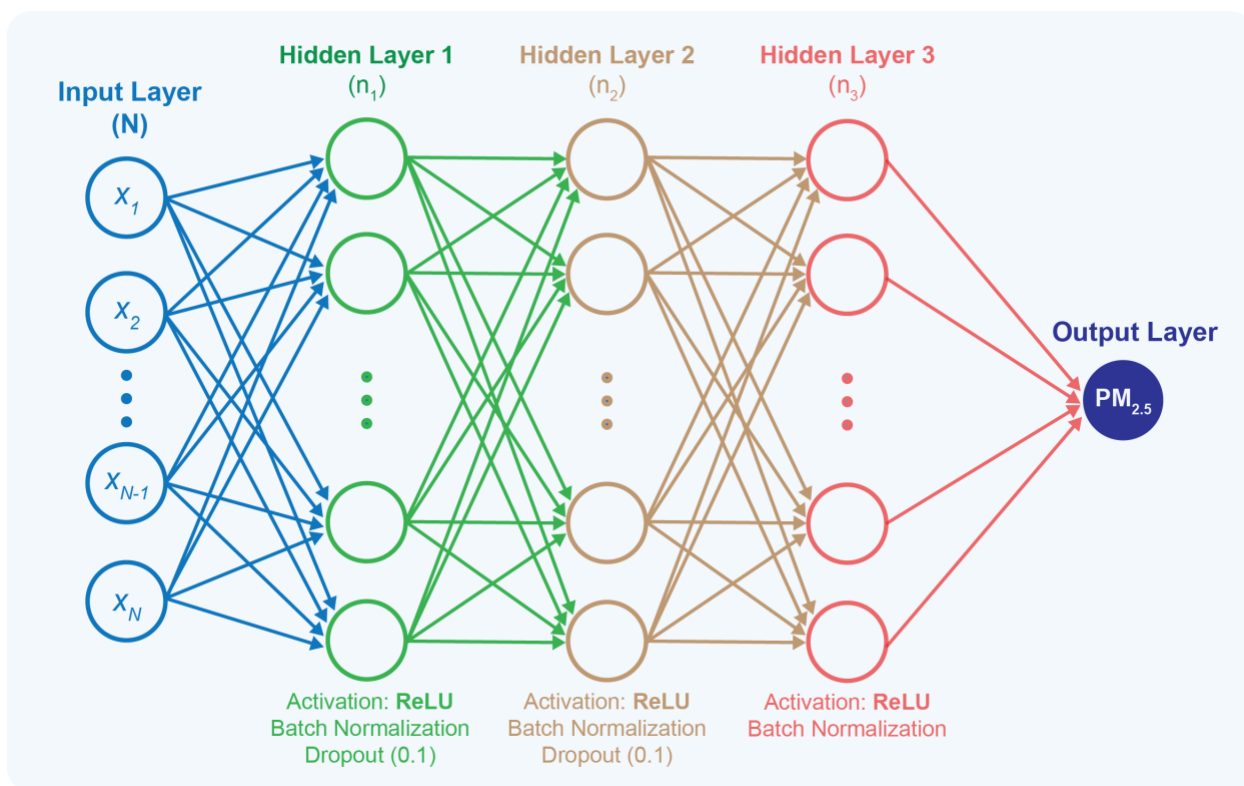 Input Layer
(N)
x1
x2
xN-1
xN
Hidden Layer 1
(n1)
Activation: ReLU
Batch Normalization
Dropout (0.1)
Hidden Layer 2
(n2)
Activation: ReLU
Batch Normalization
Dropout (0.1)
Hidden Layer 3
(n3)
Activation: ReLU
Batch Normalization
Output Layer
PM2.5